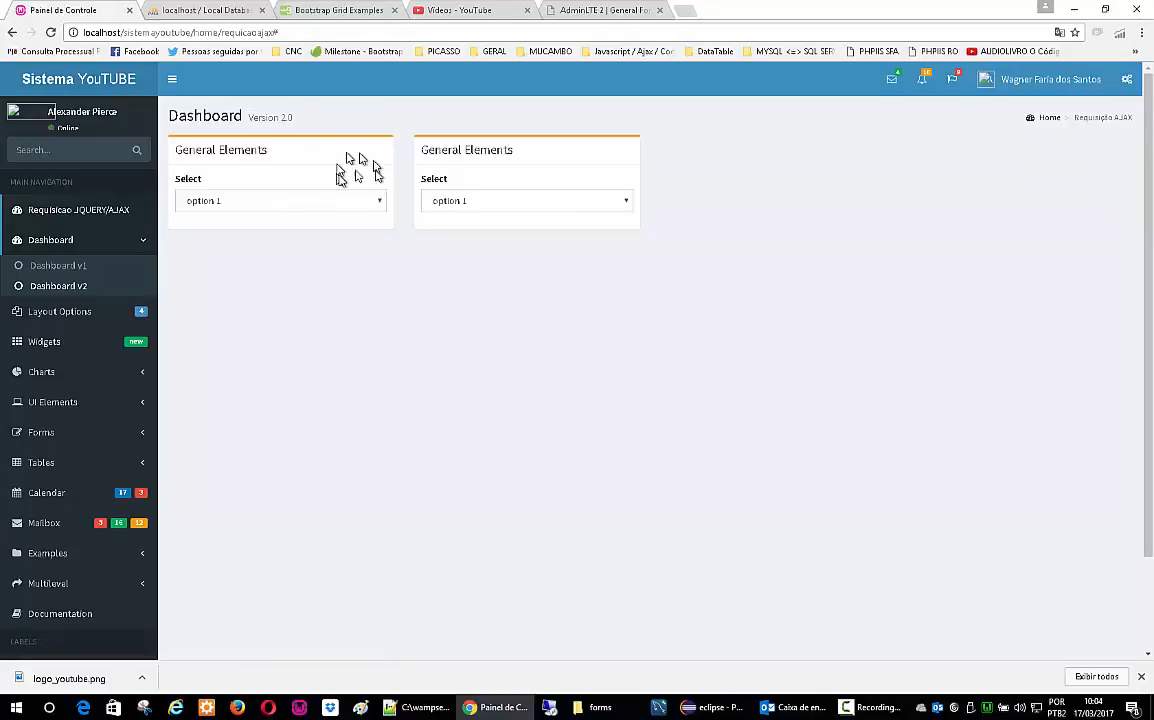 Painel de Controle
localhost / Local Databa
Bootstrap Grid Examples
Vídeos - YouTube
AdminLTE 2 | General Fo
localhost/sistemayoutube/home/requicaoajax#
Consulta Processual
Facebook
Pessoas seguidas por
CNC
Milestone - Bootstrap
PICASSO
GERAL
MUCAMBO
Javascript / Ajax / Co
DataTable
MYSQL <=> SQL SER
PHPIIS SFA
PHPIIS RO
AUDIOLIVRO O Códig
Sistema YouTUBE
4
10
9
Wagner Faria dos Santos
Alexander Pierce
Online
Dashboard Version 2.0
Home > Requisição AJAX
Search...
General Elements
General Elements
MAIN NAVIGATION
Select
Select
option 1
option 1
Requisicao JQUERY/AJAX
Dashboard
Dashboard v1
Dashboard v2
Layout Options 4
Widgets new
Charts
UI Elements
Forms
Tables
Calendar 17 3
Mailbox 5 16 12
Examples
Multilevel
Documentation
LABELS
logo_youtube.png
Exibir todos
C:\wampse...
Painel de C...
forms
eclipse - P...
Caixa de en...
Recording...
POR
PTB2
10:04
17/03/2017